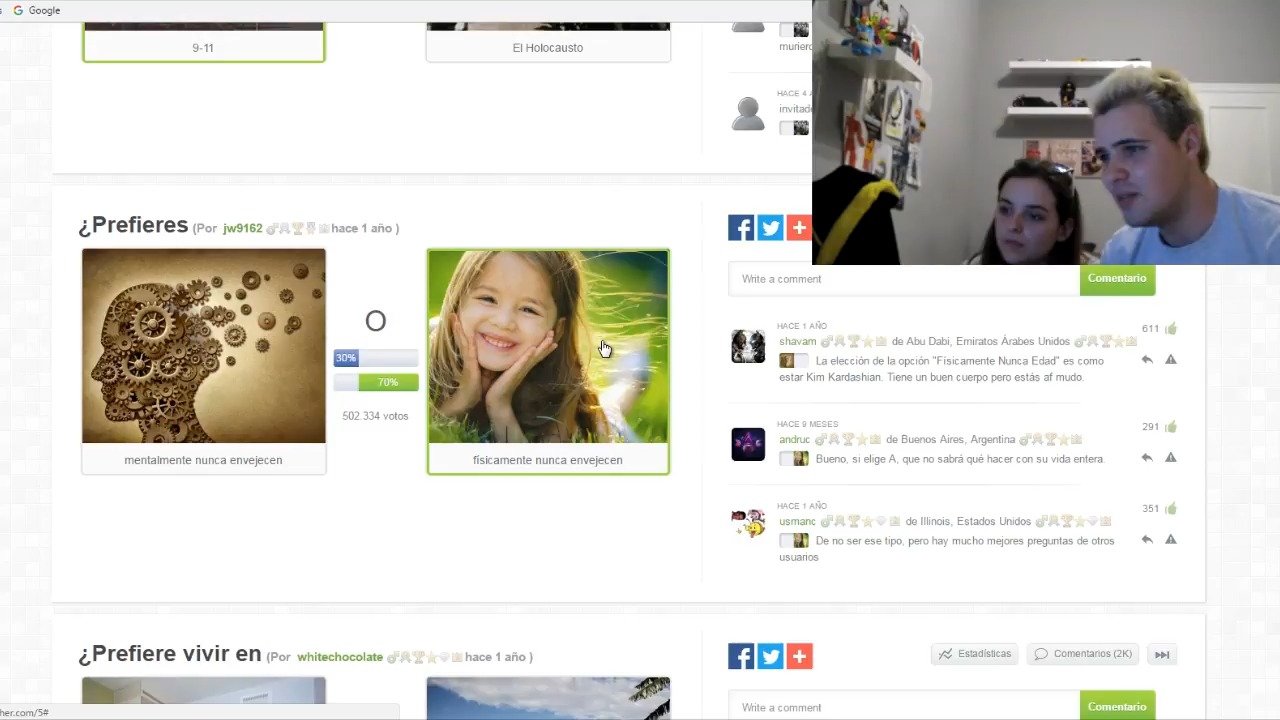 Google
9-11
El Holocausto
HACE 4
invitad
¿Prefieres (Por jw9162 hace 1 año )
O
30%
70%
502.334 votos
mentalmente nunca envejecen
físicamente nunca envejecen
Write a comment
Comentario
HACE 1 AÑO
611
shavam de Abu Dabi, Emiratos Árabes Unidos
La elección de la opción "Físicamente Nunca Edad" es como
estar Kim Kardashian. Tiene un buen cuerpo pero estás af mudo.
HACE 9 MESES
291
andruc de Buenos Aires, Argentina
Bueno, si elige A, que no sabrá qué hacer con su vida entera.
HACE 1 AÑO
351
usmanc de Illinois, Estados Unidos
De no ser ese tipo, pero hay mucho mejores preguntas de otros
usuarios
¿Prefiere vivir en (Por whitechocolate hace 1 año )
Estadísticas
Comentarios (2K)
Write a comment
Comentario
her.com/5#